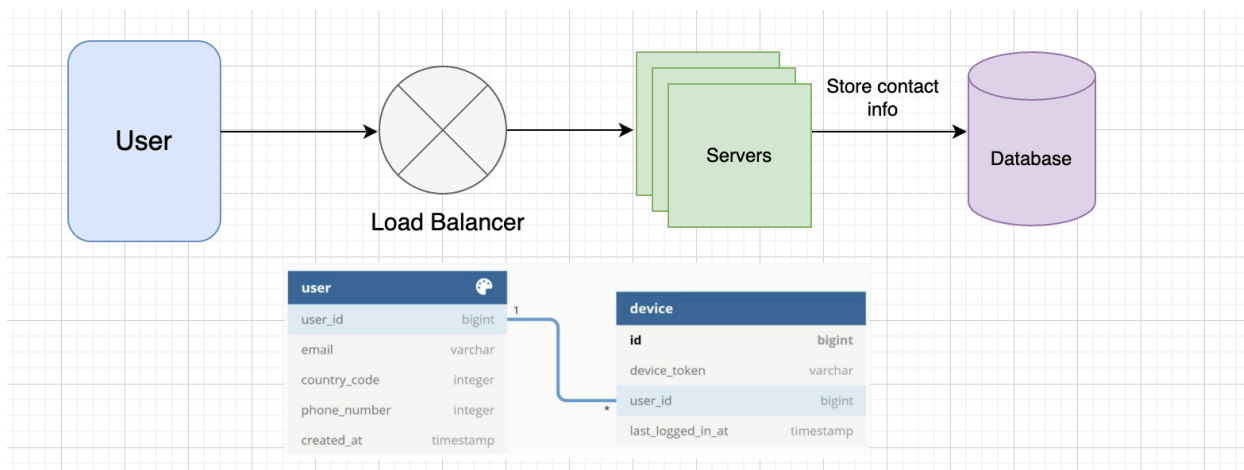 User
Load Balancer
Servers
Store contact
info
Database
user
user_id bigint
email varchar
country_code integer
phone_number integer
created_at timestamp
1
*
device
id bigint
device_token varchar
user_id bigint
last_logged_in_at timestamp